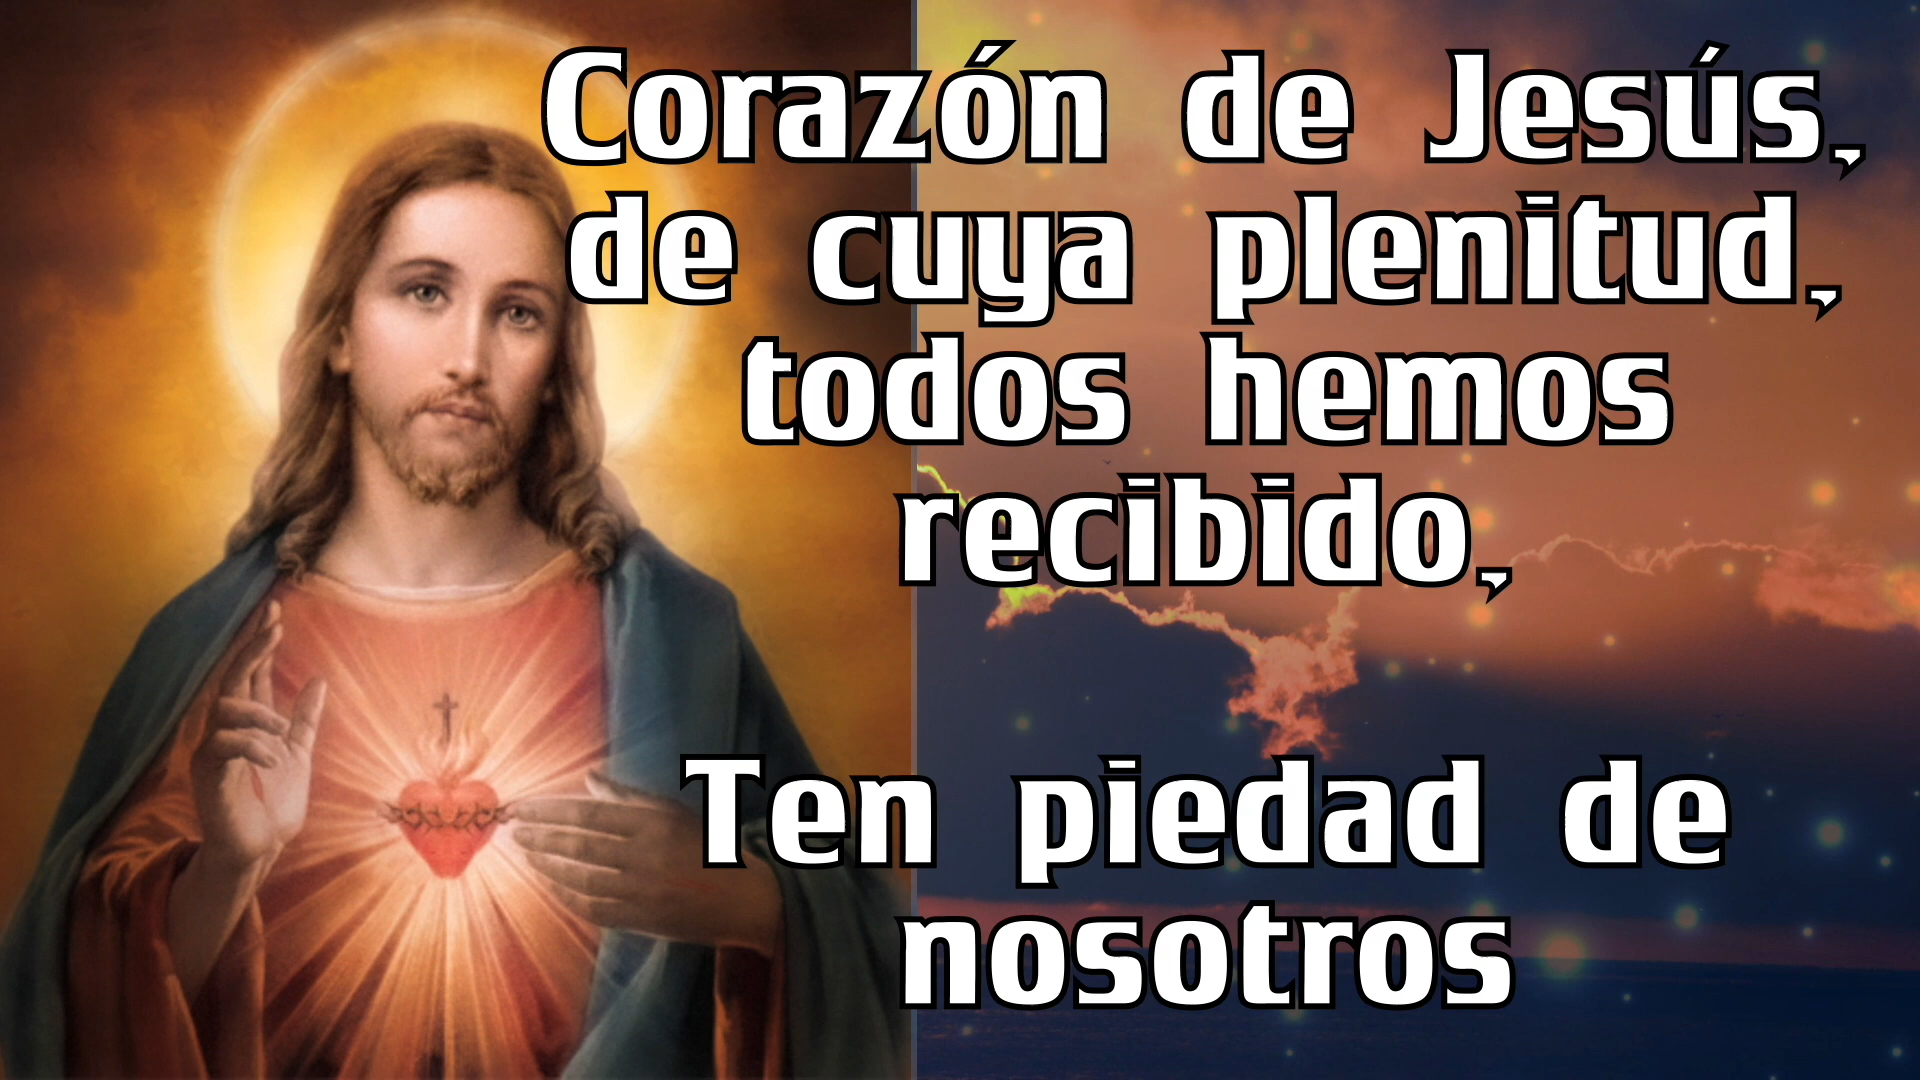 Corazón de Jesús,
de cuya plenitud,
todos hemos
recibido,
Ten piedad de
nosotros